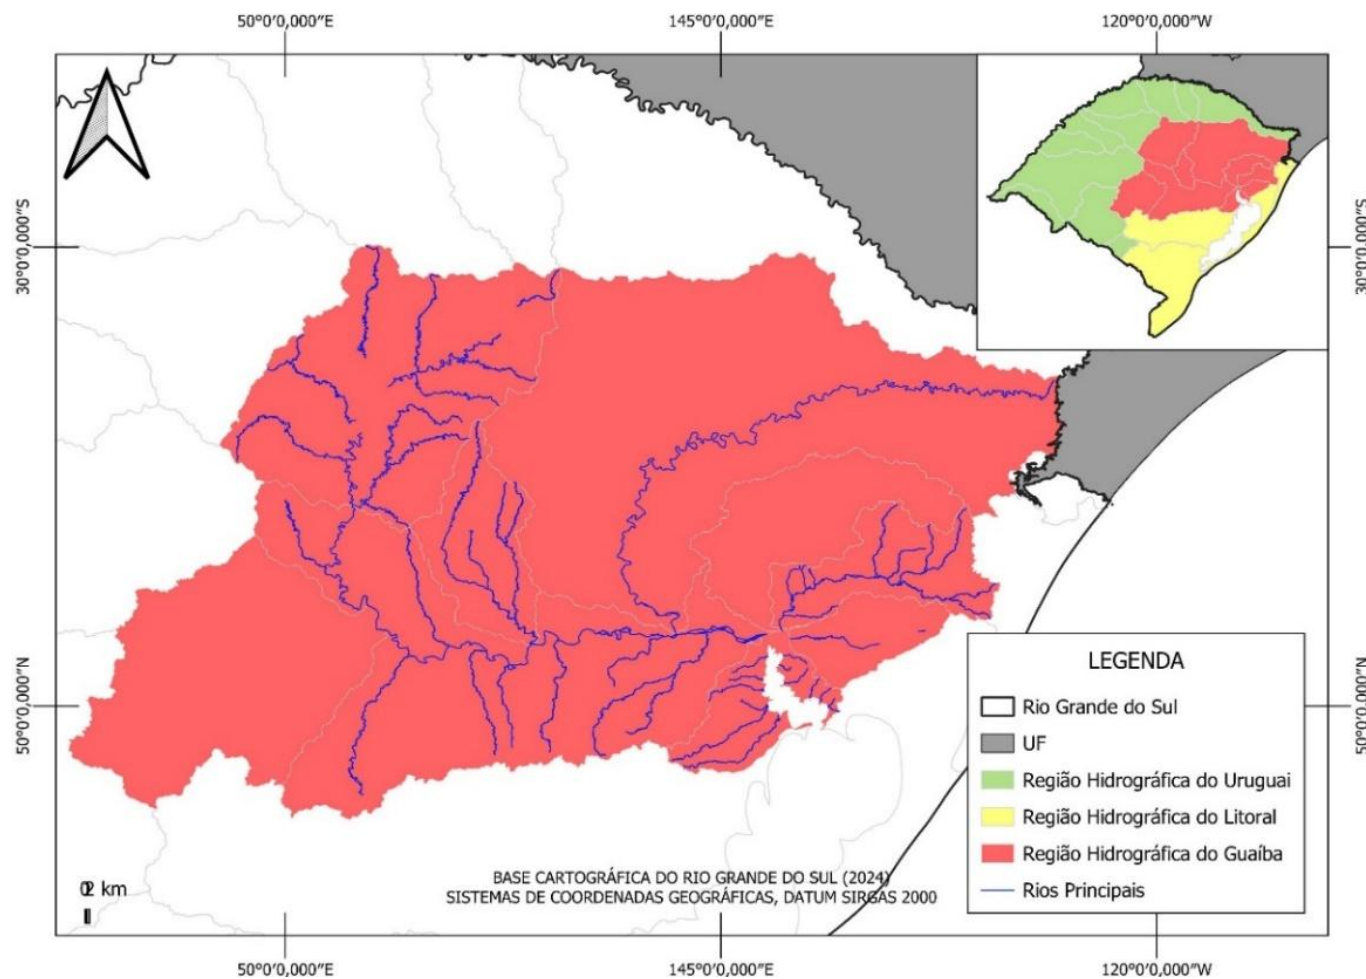 50°0'0,000"E
145°0'0,000"E
120°0'0,000"W
30°0'0,000"S
30°0'0,000"S
50°0'0,000"N
50°0'0,000"N
LEGENDA
Rio Grande do Sul
UF
Região Hidrográfica do Uruguai
Região Hidrográfica do Litoral
Região Hidrográfica do Guaíba
Rios Principais
km
BASE CARTOGRÁFICA DO RIO GRANDE DO SUL (2024)
SISTEMAS DE COORDENADAS GEOGRÁFICAS, DATUM SIRGAS 2000
50°0'0,000"E
145°0'0,000"E
120°0'0,000"W